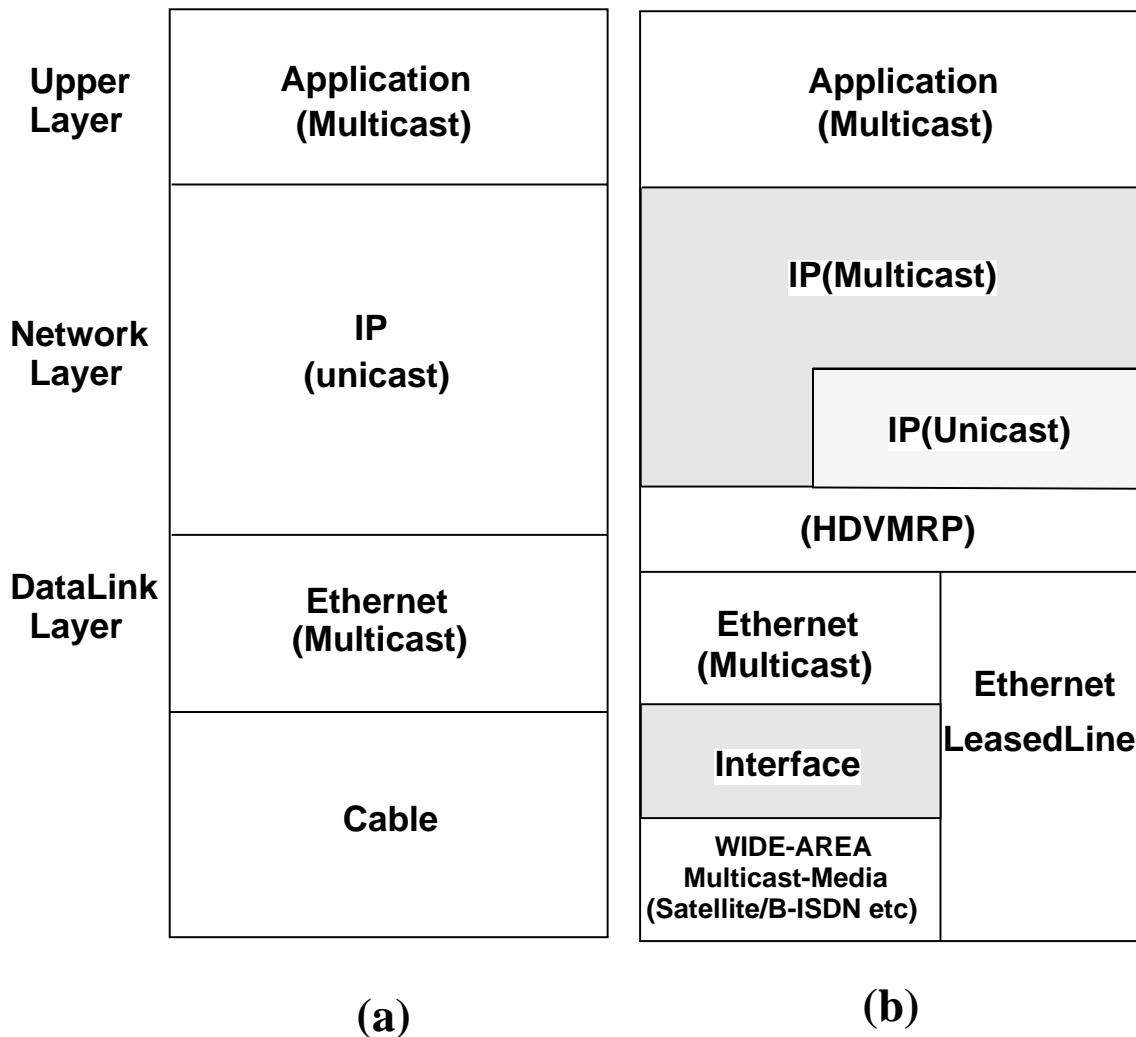 Upper
Layer
Network
Layer
DataLink
Layer
Application
(Multicast)
IP
(unicast)
Ethernet
(Multicast)
Cable
(a)
Application
(Multicast)
IP(Multicast)
IP(Unicast)
(HDVMRP)
Ethernet
(Multicast)
Interface
WIDE-AREA
Multicast-Media
(Satellite/B-ISDN etc)
Ethernet
LeasedLine
(b)